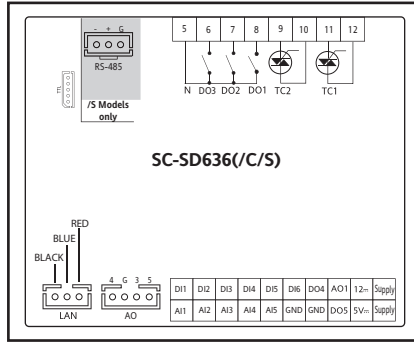 - + G
RS-485
/S Models
only
E
5 6 7 8 9 10 11 12
N DO3 DO2 DO1 TC2 TC1
SC-SD636(/C/S)
RED
BLUE
BLACK
LAN
4 G 3 5
AO
DI1 DI2 DI3 DI4 DI5 DI6 DO4 AO1 12⎓ Supply
AI1 AI2 AI3 AI4 AI5 GND GND DO5 5V⎓ Supply